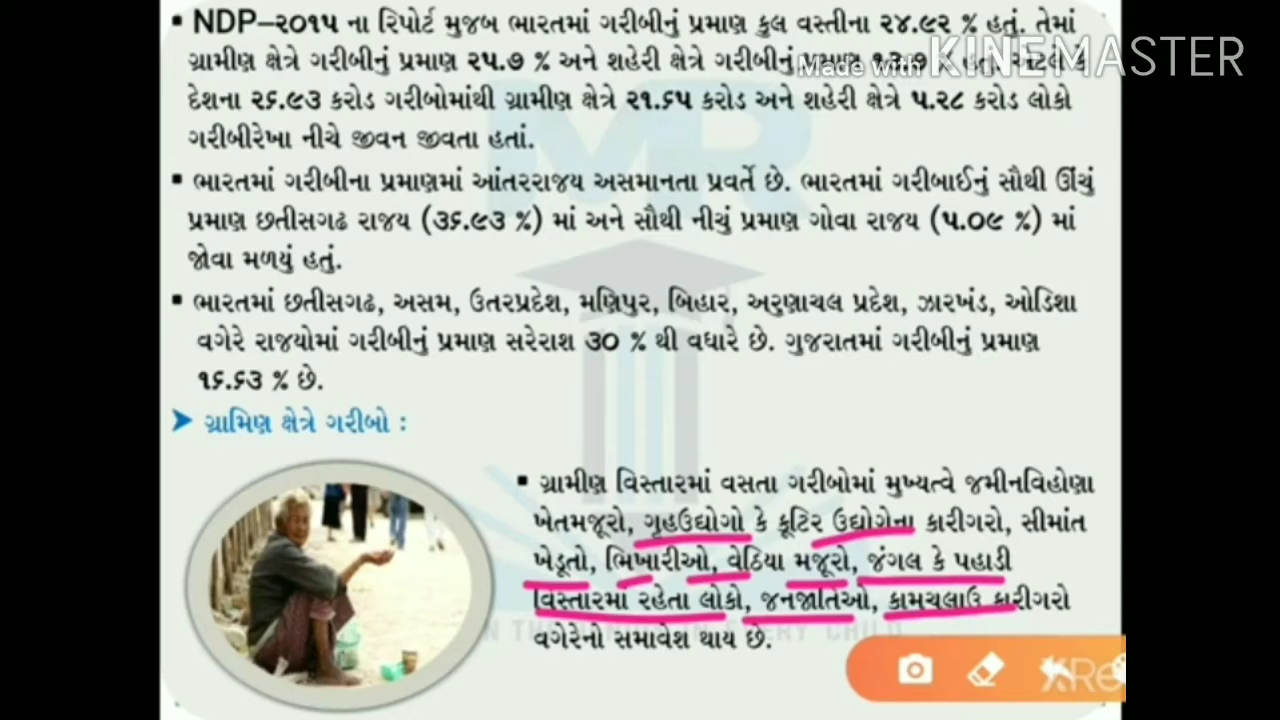 ▪ NDP–૨૦૧૫ ના રિપોર્ટ મુજબ ભારતમાં ગરીબીનું પ્રમાણ કુલ વસ્તીના ૨૪.૯૨ % હતું. તેમાં
ગ્રામીણ ક્ષેત્રે ગરીબીનું પ્રમાણ ૨૫.૭ % અને શહેરી ક્ષેત્રે ગરીબીનું
Made with KINEMASTER
દેશના ૨૬.૯૩ કરોડ ગરીબોમાંથી ગ્રામીણ ક્ષેત્રે ૨૧.૬૫ કરોડ અને શહેરી ક્ષેત્રે ૫.૨૮ કરોડ લોકો
ગરીબીરેખા નીચે જીવન જીવતા હતાં.
▪ ભારતમાં ગરીબીના પ્રમાણમાં આંતરરાજ્ય અસમાનતા પ્રવર્તે છે. ભારતમાં ગરીબાઈનું સૌથી ઊંચું
પ્રમાણ છતીસગઢ રાજય (૩૬.૯૩ %) માં અને સૌથી નીચું પ્રમાણ ગોવા રાજય (૫.૦૯ %) માં
જોવા મળયું હતું.
▪ ભારતમાં છતીસગઢ, અસમ, ઉતરપ્રદેશ, મણિપુર, બિહાર, અરુણાચલ પ્રદેશ, ઝારખંડ, ઓડિશા
વગેરે રાજયોમાં ગરીબીનું પ્રમાણ સરેરાશ ૩૦ % થી વધારે છે. ગુજરાતમાં ગરીબીનું પ્રમાણ
૧૬.૬૩ % છે.
➤ ગ્રામિણ ક્ષેત્રે ગરીબો :
▪ ગ્રામીણ વિસ્તારમાં વસતા ગરીબોમાં મુખ્યત્વે જમીનવિહોણા
ખેતમજૂરો, ગૃહઉદ્યોગો કે કૂટિર ઉદ્યોગેના કારીગરો, સીમાંત
ખેડૂતો, ભિખારીઓ, વેઠિયા મજૂરો, જંગલ કે પહાડી
વિસ્તારમાં રહેતા લોકો, જનજાતિઓ, કામચલાઉ કારીગરો
વગેરેનો સમાવેશ થાય છે.